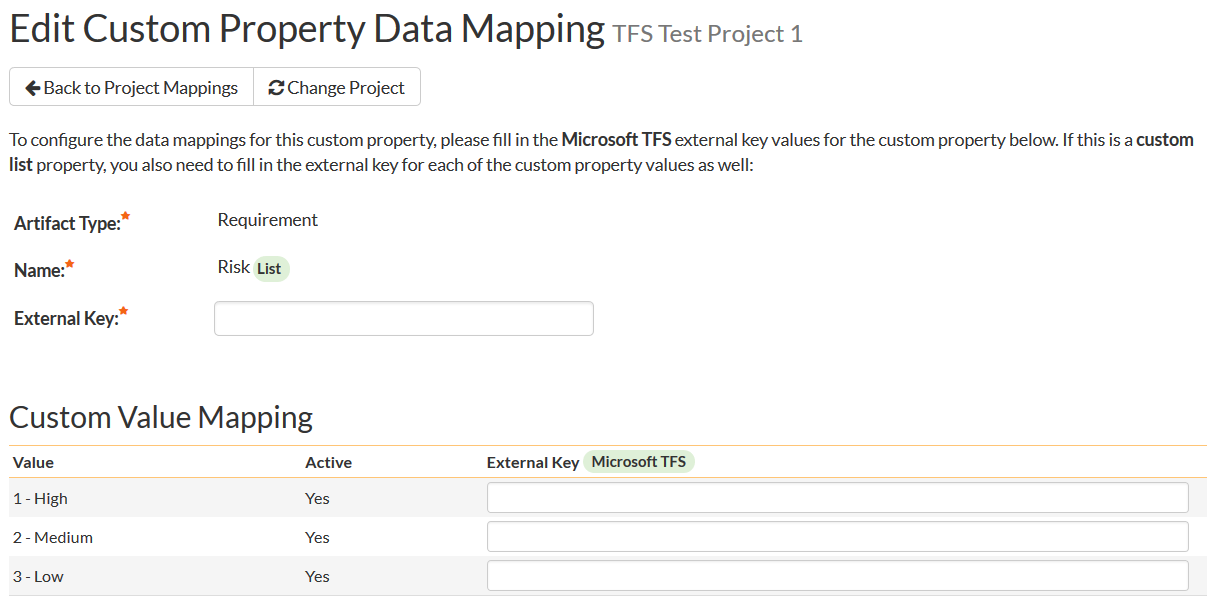 Edit Custom Property Data Mapping TFS Test Project 1
Back to Project Mappings Change Project
To configure the data mappings for this custom property, please fill in the Microsoft TFS external key values for the custom property below. If this is a custom
list property, you also need to fill in the external key for each of the custom property values as well:
Artifact Type:* Requirement
Name:* Risk List
External Key:*
Custom Value Mapping
Value Active External Key Microsoft TFS
1 - High Yes
2 - Medium Yes
3 - Low Yes